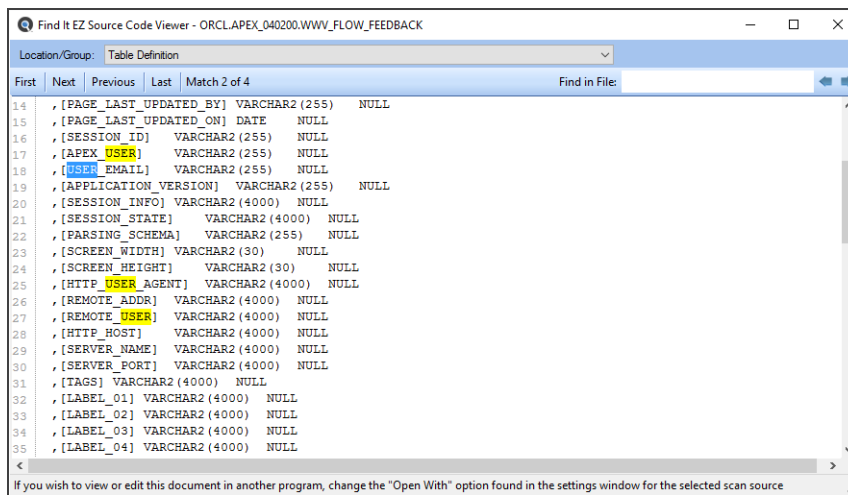 Find It EZ Source Code Viewer - ORCL.APEX_040200.WWV_FLOW_FEEDBACK
Location/Group: Table Definition
First Next Previous Last Match 2 of 4 Find in File:
14 ,[PAGE_LAST_UPDATED_BY] VARCHAR2(255) NULL
15 ,[PAGE_LAST_UPDATED_ON] DATE NULL
16 ,[SESSION_ID] VARCHAR2(255) NULL
17 ,[APEX_USER] VARCHAR2(255) NULL
18 ,[USER_EMAIL] VARCHAR2(255) NULL
19 ,[APPLICATION_VERSION] VARCHAR2(255) NULL
20 ,[SESSION_INFO] VARCHAR2(4000) NULL
21 ,[SESSION_STATE] VARCHAR2(4000) NULL
22 ,[PARSING_SCHEMA] VARCHAR2(255) NULL
23 ,[SCREEN_WIDTH] VARCHAR2(30) NULL
24 ,[SCREEN_HEIGHT] VARCHAR2(30) NULL
25 ,[HTTP_USER_AGENT] VARCHAR2(4000) NULL
26 ,[REMOTE_ADDR] VARCHAR2(4000) NULL
27 ,[REMOTE_USER] VARCHAR2(4000) NULL
28 ,[HTTP_HOST] VARCHAR2(4000) NULL
29 ,[SERVER_NAME] VARCHAR2(4000) NULL
30 ,[SERVER_PORT] VARCHAR2(4000) NULL
31 ,[TAGS] VARCHAR2(4000) NULL
32 ,[LABEL_01] VARCHAR2(4000) NULL
33 ,[LABEL_02] VARCHAR2(4000) NULL
34 ,[LABEL_03] VARCHAR2(4000) NULL
35 ,[LABEL_04] VARCHAR2(4000) NULL
If you wish to view or edit this document in another program, change the "Open With" option found in the settings window for the selected scan source